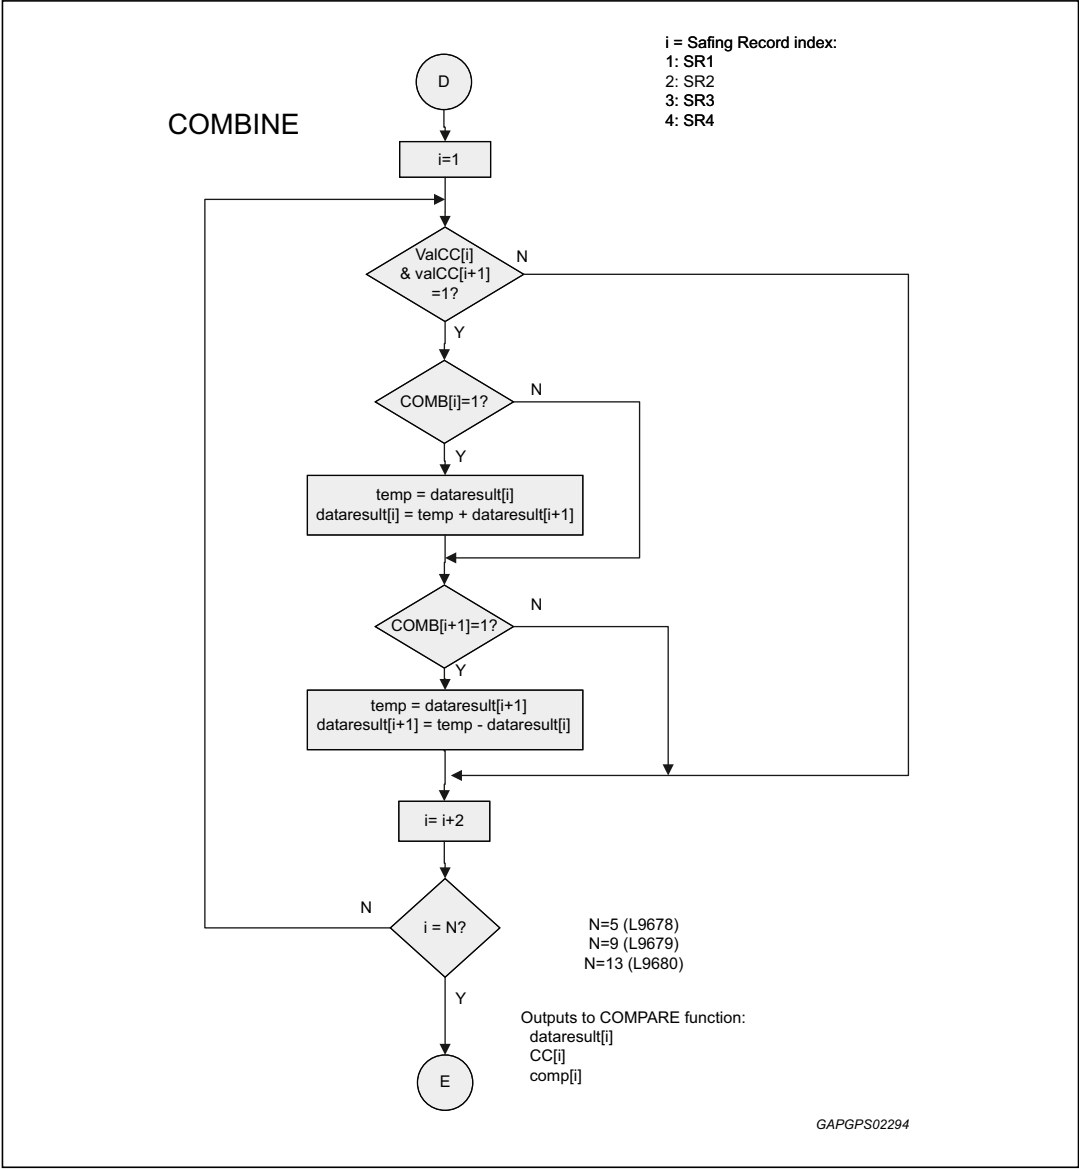 i = Safing Record index:
1: SR1
2: SR2
3: SR3
4: SR4
D
COMBINE
i=1
ValCC[i]
& valCC[i+1]
=1?
N
Y
COMB[i]=1?
N
Y
temp = dataresult[i]
dataresult[i] = temp + dataresult[i+1]
COMB[i+1]=1?
N
Y
temp = dataresult[i+1]
dataresult[i+1] = temp - dataresult[i]
i= i+2
N
i = N?
Y
N=5 (L9678)
N=9 (L9679)
N=13 (L9680)
Outputs to COMPARE function:
dataresult[i]
CC[i]
comp[i]
E
GAPGPS02294